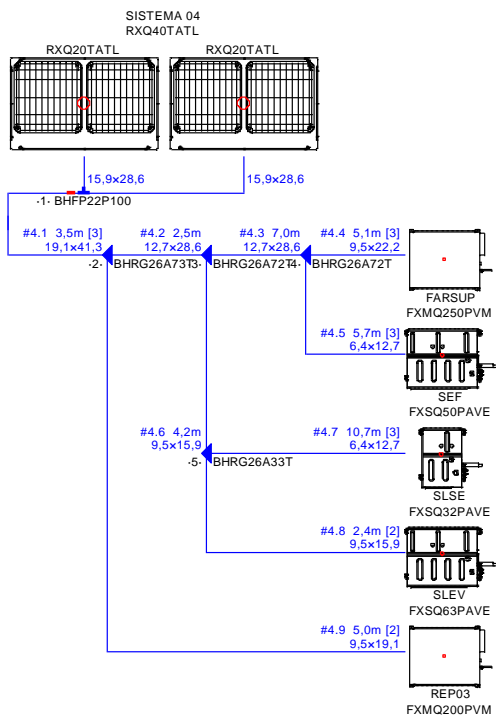 SISTEMA 04
RXQ40TATL
RXQ20TATL
RXQ20TATL
15,9×28,6
15,9×28,6
·1· BHFP22P100
#4.1 3,5m [3]
19,1×41,3
#4.2 2,5m
12,7×28,6
#4.3 7,0m
12,7×28,6
#4.4 5,1m [3]
9,5×22,2
·2· BHRG26A73T
·3· BHRG26A72T
·4· BHRG26A72T
FARSUP
FXMQ250PVM
#4.5 5,7m [3]
6,4×12,7
SEF
FXSQ50PAVE
#4.6 4,2m
9,5×15,9
#4.7 10,7m [3]
6,4×12,7
·5· BHRG26A33T
SLSE
FXSQ32PAVE
#4.8 2,4m [2]
9,5×15,9
SLEV
FXSQ63PAVE
#4.9 5,0m [2]
9,5×19,1
REP03
FXMQ200PVM